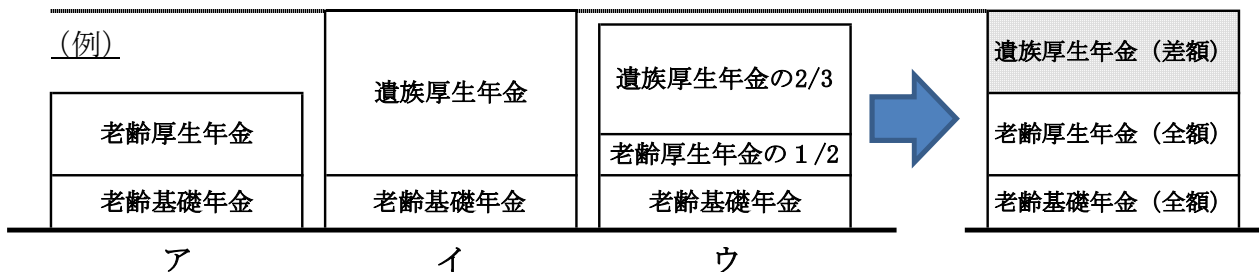 (例)
老齢厚生年金
老齢基礎年金
ア
遺族厚生年金
老齢基礎年金
イ
遺族厚生年金の2/3
老齢厚生年金の1/2
老齢基礎年金
ウ
遺族厚生年金(差額)
老齢厚生年金(全額)
老齢基礎年金(全額)